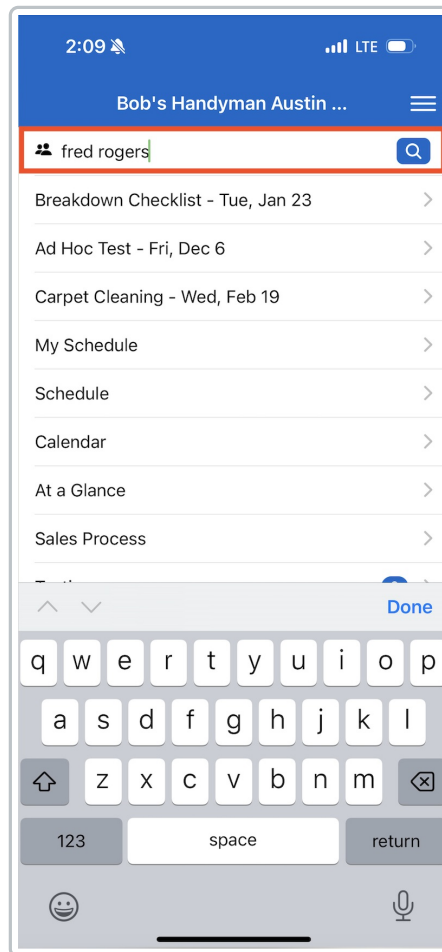 2:09 LTE
Bob's Handyman Austin ...
fred rogers
Breakdown Checklist - Tue, Jan 23
Ad Hoc Test - Fri, Dec 6
Carpet Cleaning - Wed, Feb 19
My Schedule
Schedule
Calendar
At a Glance
Sales Process
Done
q w e r t y u i o p
a s d f g h j k l
z x c v b n m
123 space return